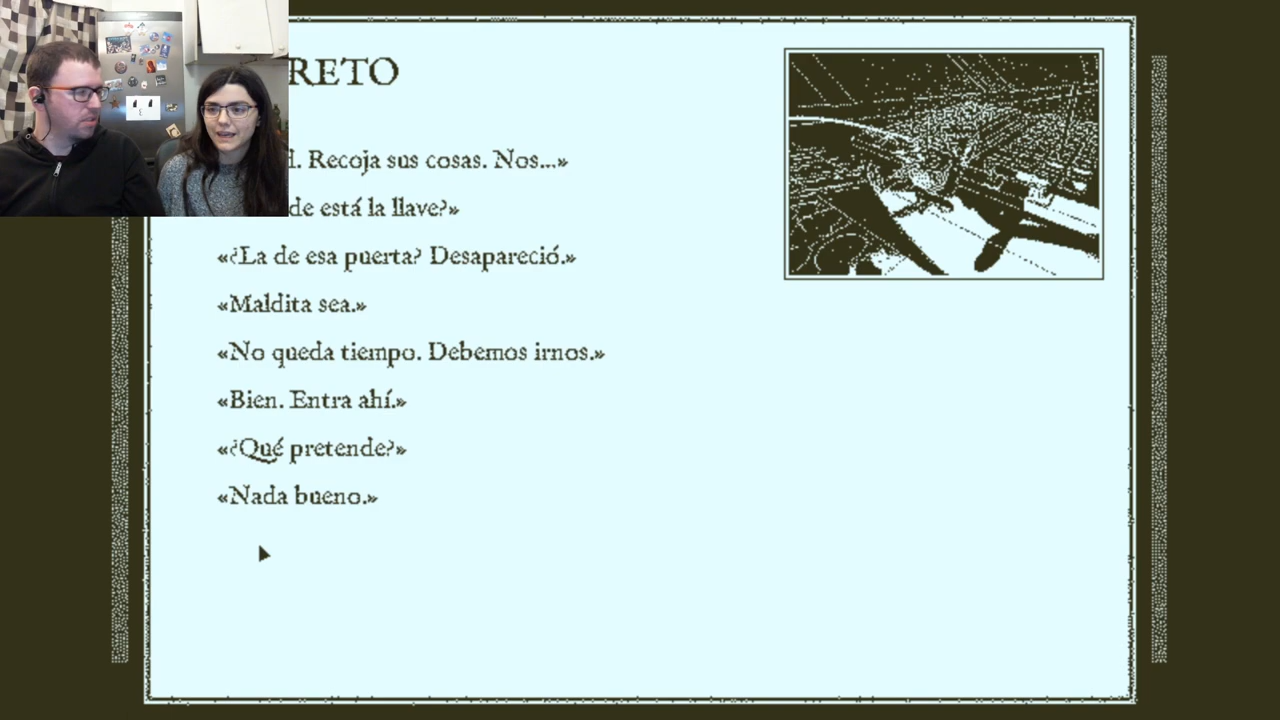 RETO
Recoja sus cosas. Nos...»
está la llave?»
«¿La de esa puerta? Desapareció.»
«Maldita sea.»
«No queda tiempo. Debemos irnos.»
«Bien. Entra ahí.»
«¿Qué pretende?»
«Nada bueno.»